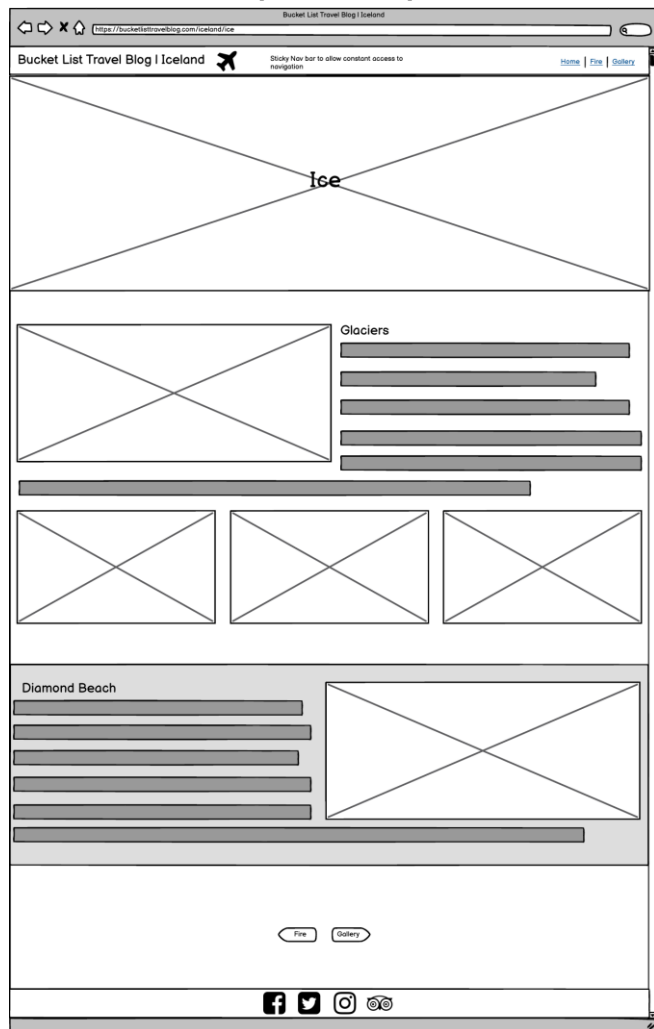 Bucket List Travel Blog | Iceland
https://bucketlisttravelblog.com/iceland/ice
Bucket List Travel Blog | Iceland
Sticky Nav bar to allow constant access to
navigation
Home | Fire | Gallery
Ice
Glaciers
Diamond Beach
Fire
Gallery